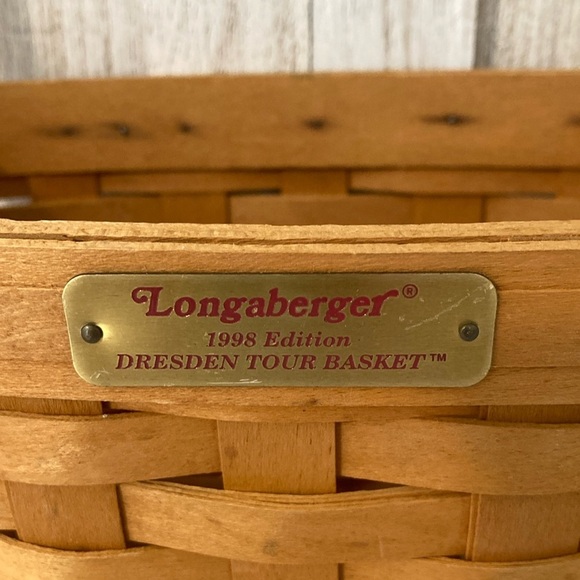 Longaberger®
1998 Edition
DRESDEN TOUR BASKET™